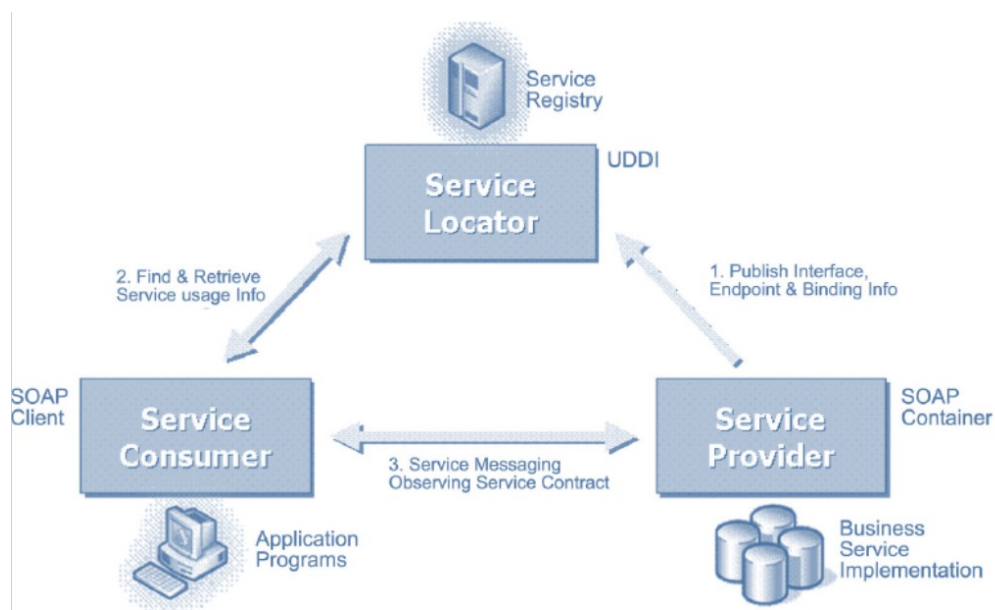 Service
Registry
UDDI
Service
Locator
2. Find & Retrieve
Service usage Info
1. Publish Interface,
Endpoint & Binding Info
SOAP
Client
Service
Consumer
3. Service Messaging
Observing Service Contract
Service
Provider
SOAP
Container
Application
Programs
Business
Service
Implementation